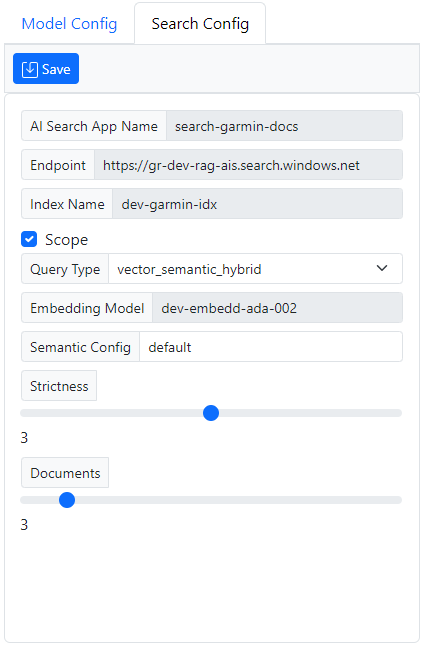 Model Config Search Config
Save
AI Search App Name search-garmin-docs
Endpoint https://gr-dev-rag-ais.search.windows.net
Index Name dev-garmin-idx
Scope
Query Type vector_semantic_hybrid
Embedding Model dev-embedd-ada-002
Semantic Config default
Strictness
3
Documents
3